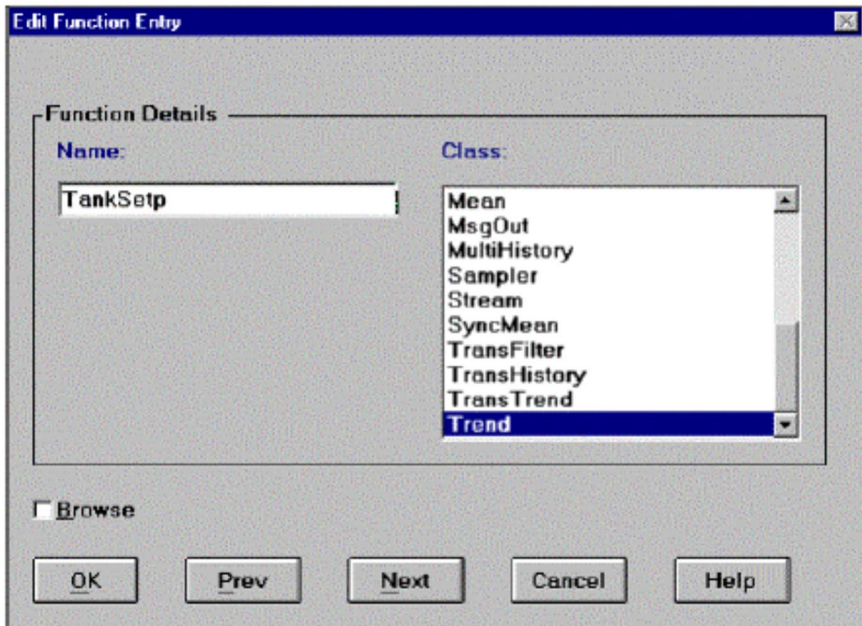 Edit Function Entry
Function Details
Name:
Class:
TankSetp
Mean
MsgOut
MultiHistory
Sampler
Stream
SyncMean
TransFilter
TransHistory
TransTrend
Trend
Browse
OK
Prev
Next
Cancel
Help